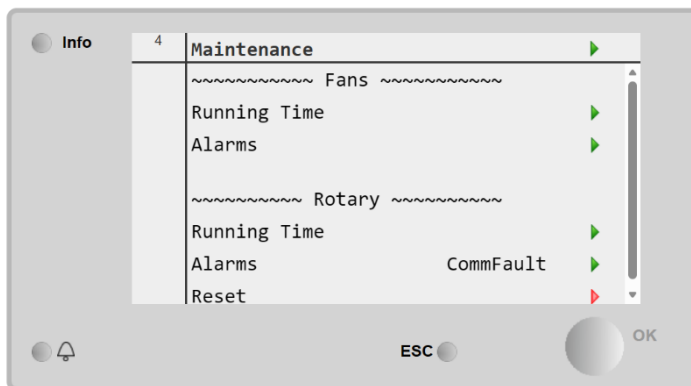 Info
4
Maintenance
~~~~~~~~~~~ Fans ~~~~~~~~~~~
Running Time
Alarms
~~~~~~~~~~ Rotary ~~~~~~~~~~
Running Time
Alarms CommFault
Reset
ESC
OK